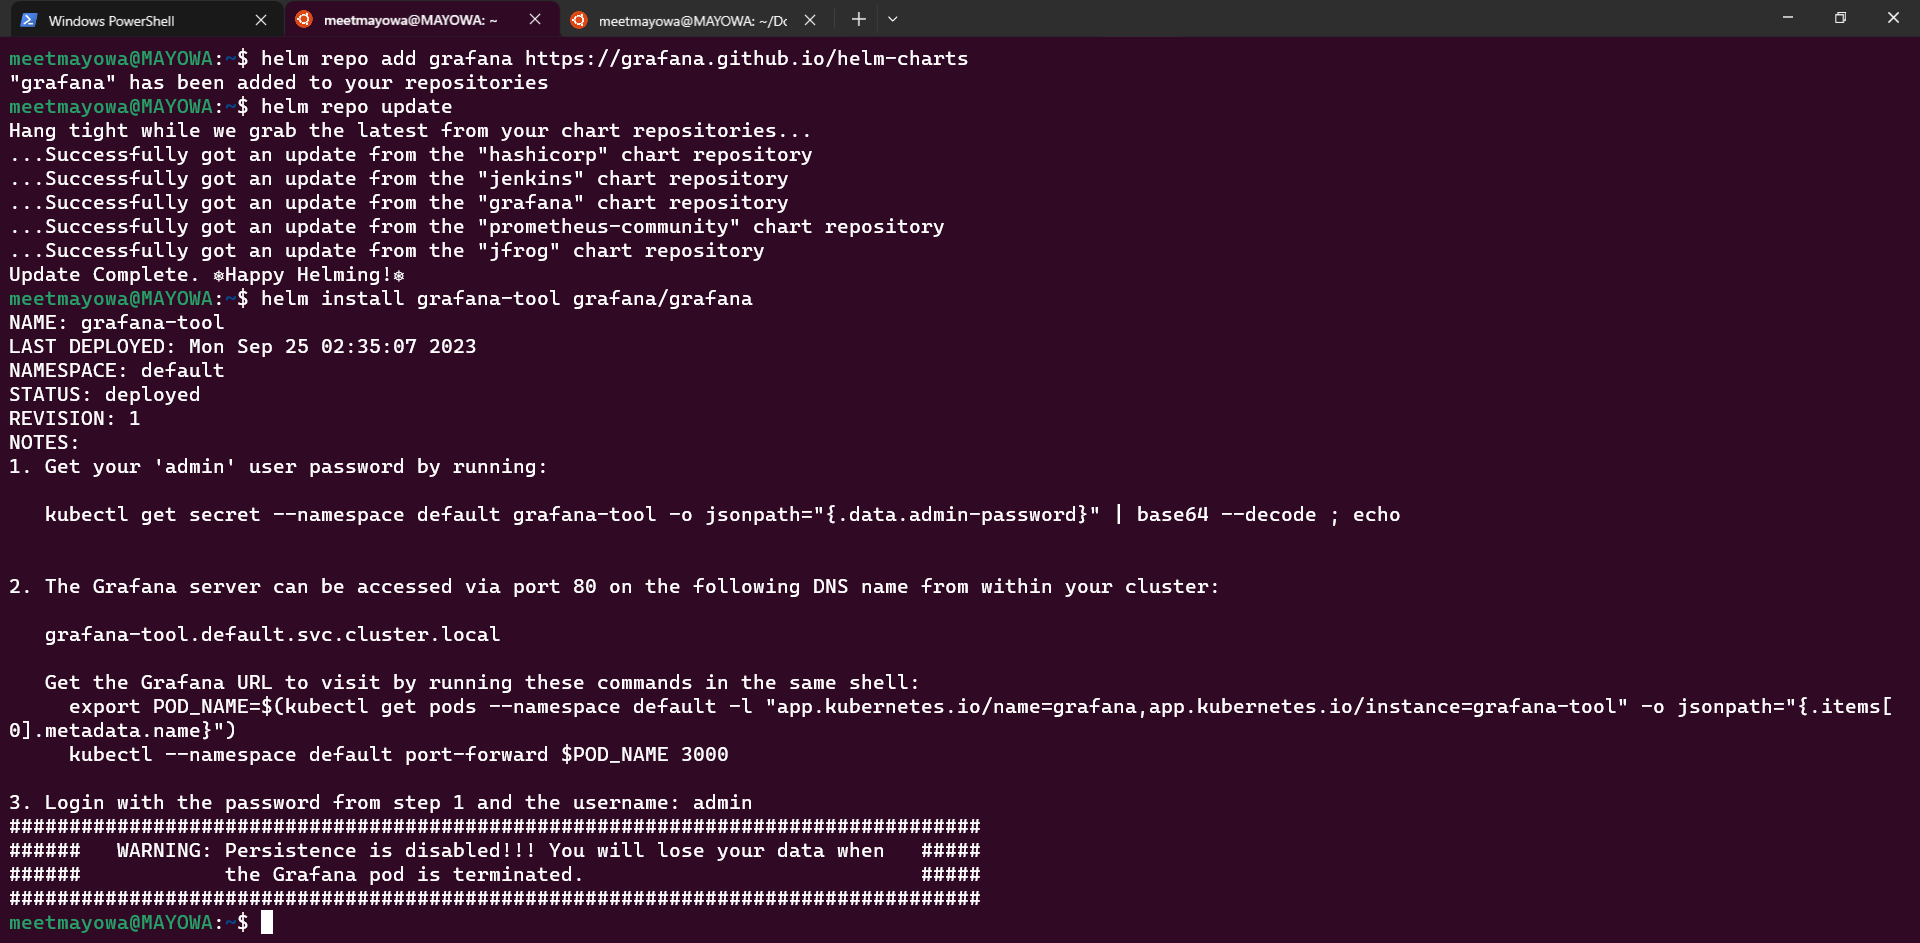 Windows PowerShell
meetmayowa@MAYOWA: ~
meetmayowa@MAYOWA: ~/Do
meetmayowa@MAYOWA:~$ helm repo add grafana https://grafana.github.io/helm-charts
"grafana" has been added to your repositories
meetmayowa@MAYOWA:~$ helm repo update
Hang tight while we grab the latest from your chart repositories...
...Successfully got an update from the "hashicorp" chart repository
...Successfully got an update from the "jenkins" chart repository
...Successfully got an update from the "grafana" chart repository
...Successfully got an update from the "prometheus-community" chart repository
...Successfully got an update from the "jfrog" chart repository
Update Complete. ⎈Happy Helming!⎈
meetmayowa@MAYOWA:~$ helm install grafana-tool grafana/grafana
NAME: grafana-tool
LAST DEPLOYED: Mon Sep 25 02:35:07 2023
NAMESPACE: default
STATUS: deployed
REVISION: 1
NOTES:
1. Get your 'admin' user password by running:
kubectl get secret --namespace default grafana-tool -o jsonpath="{.data.admin-password}" | base64 --decode ; echo
2. The Grafana server can be accessed via port 80 on the following DNS name from within your cluster:
grafana-tool.default.svc.cluster.local
Get the Grafana URL to visit by running these commands in the same shell:
export POD_NAME=$(kubectl get pods --namespace default -l "app.kubernetes.io/name=grafana,app.kubernetes.io/instance=grafana-tool" -o jsonpath="{.items[
0].metadata.name}")
kubectl --namespace default port-forward $POD_NAME 3000
3. Login with the password from step 1 and the username: admin
#################################################################################
######   WARNING: Persistence is disabled!!! You will lose your data when   #####
######            the Grafana pod is terminated.                            #####
#################################################################################
meetmayowa@MAYOWA:~$